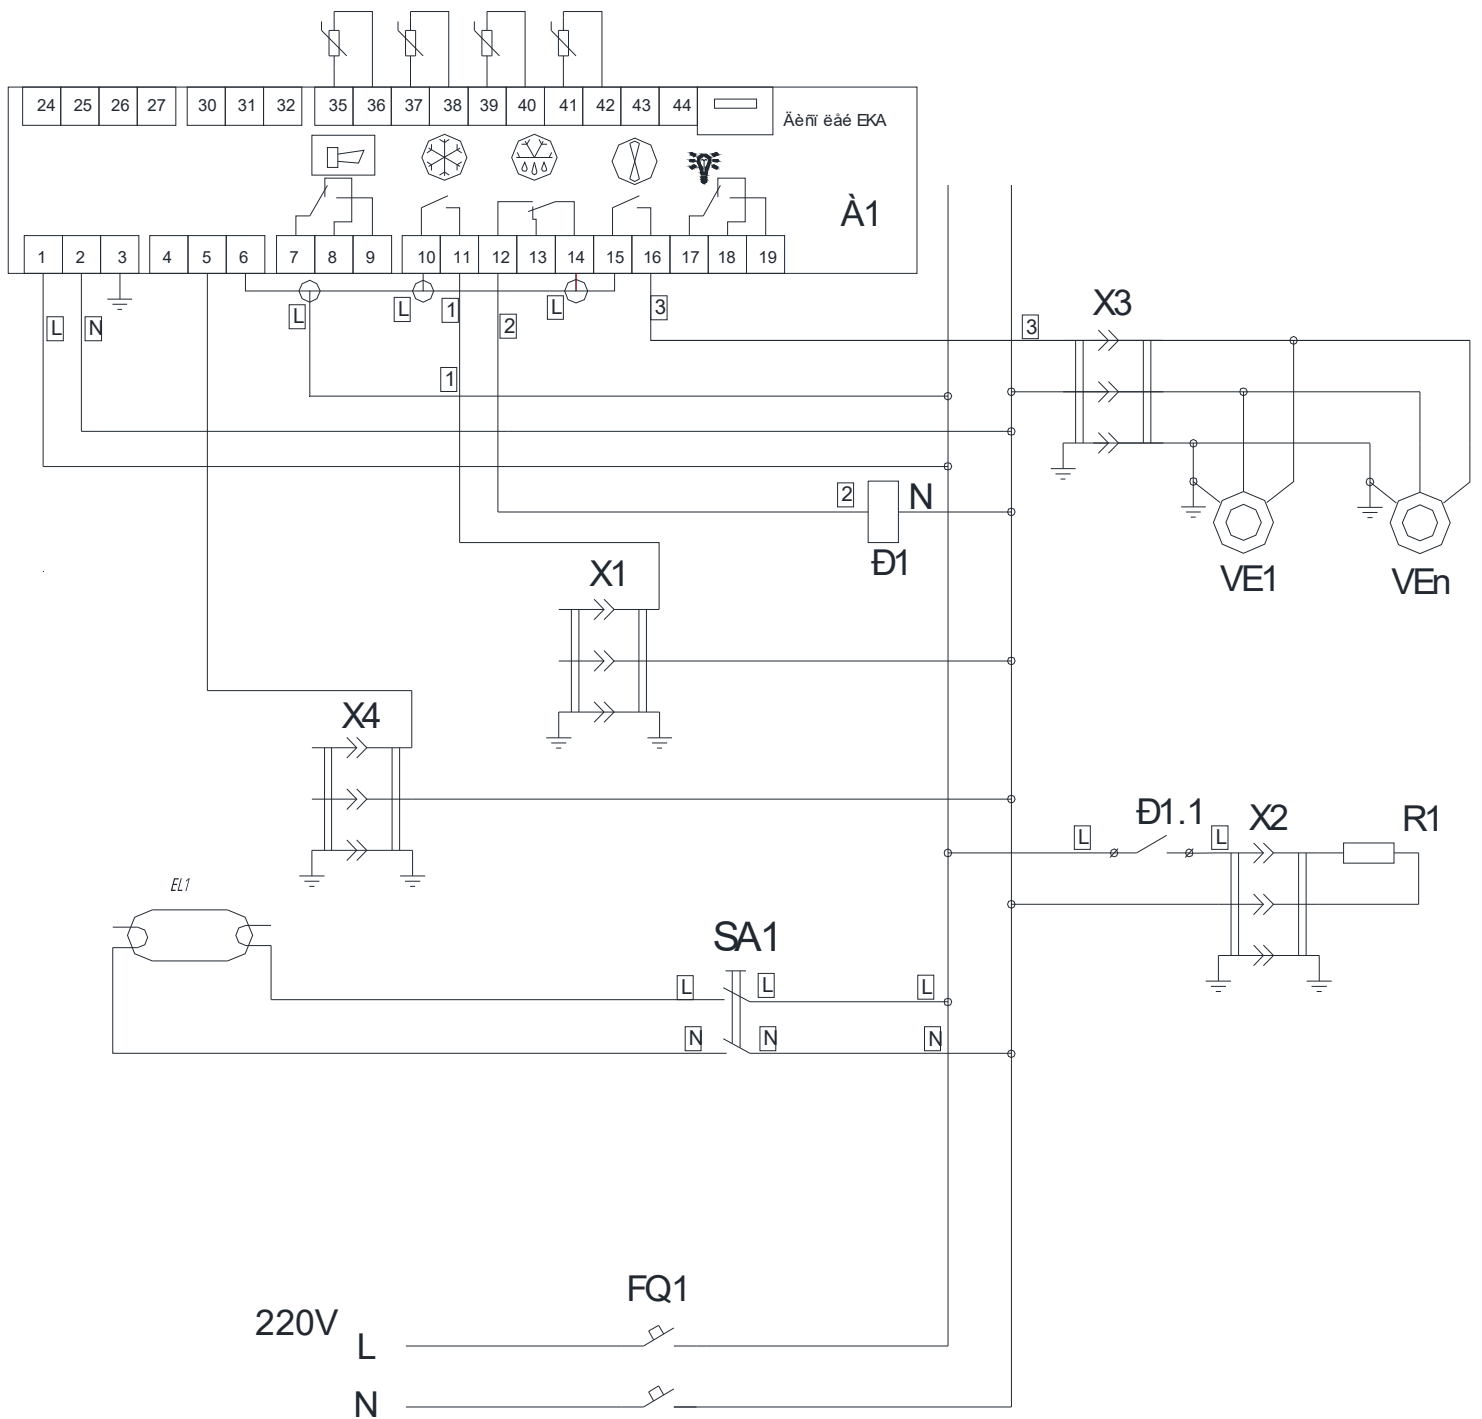 24 25 26 27 30 31 32 35 36 37 38 39 40 41 42 43 44
Äèñï ëåé EKA
À1
1 2 3 4 5 6 7 8 9 10 11 12 13 14 15 16 17 18 19
L N L L 1 2 L 3
3
X3
1
2
N
Ð1
X1
VE1
VEn
X4
L
Ð1.1
L
X2
R1
EL1
SA1
L L L
N N N
FQ1
220V
L
N